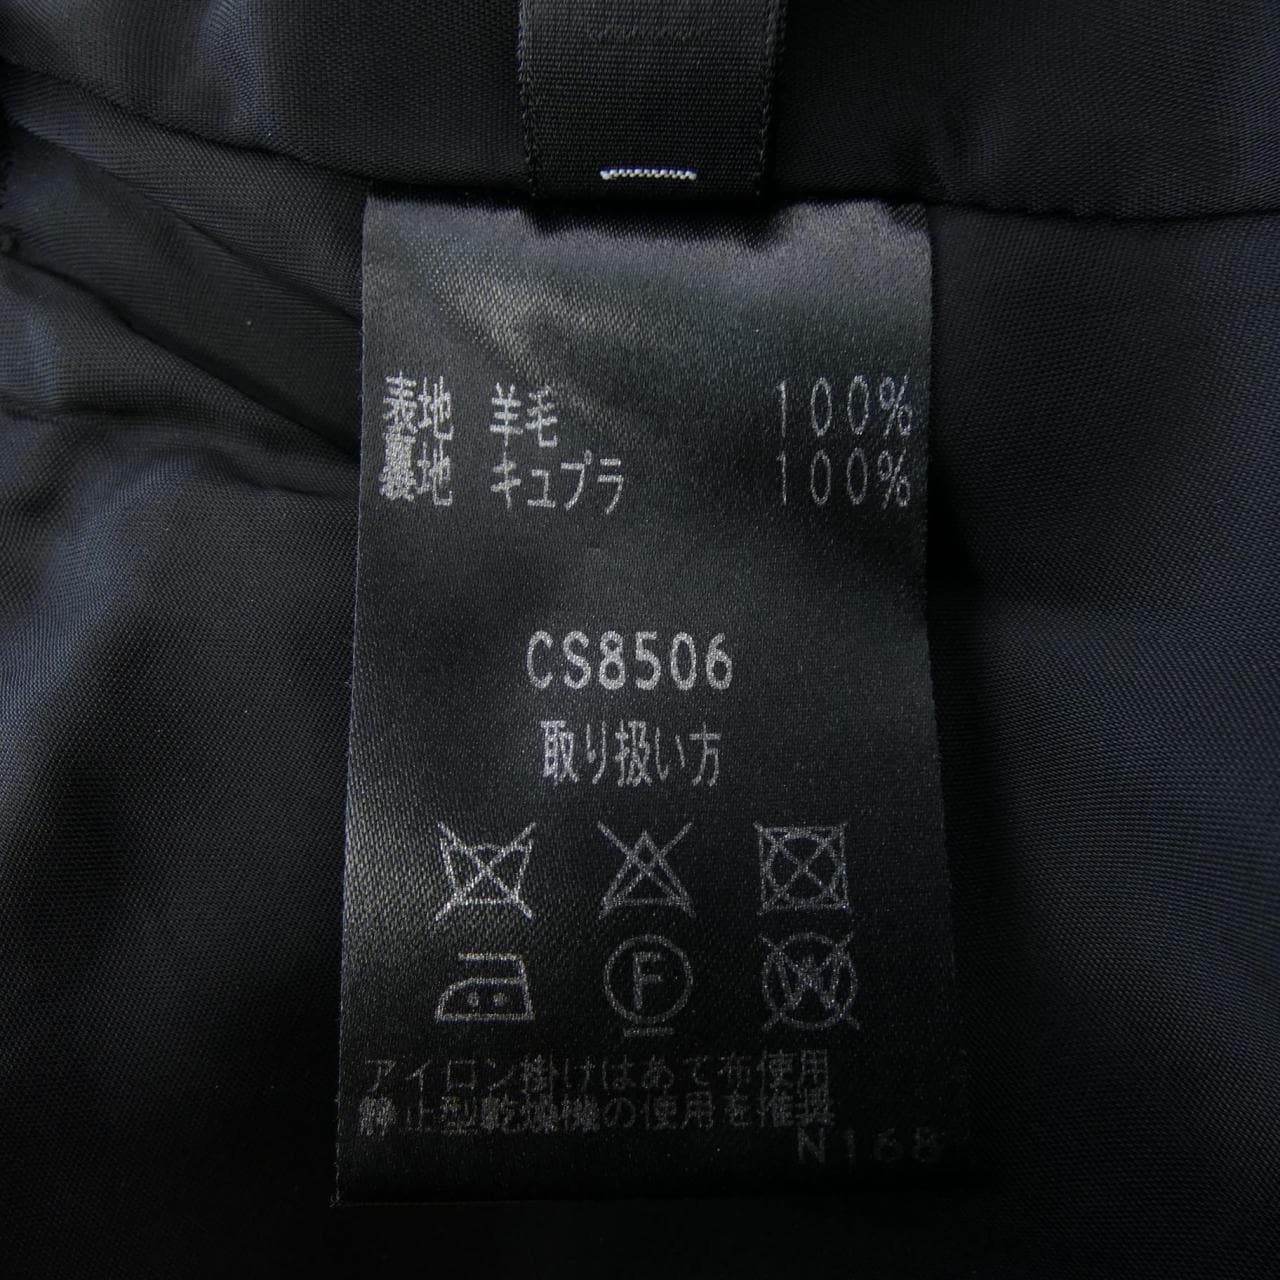 表地 羊毛 100%
裏地 キュプラ 100%
CS8506
取り扱い方
F
W
アイロン掛けはあて布使用
静止型乾燥機の使用を推奨
N168